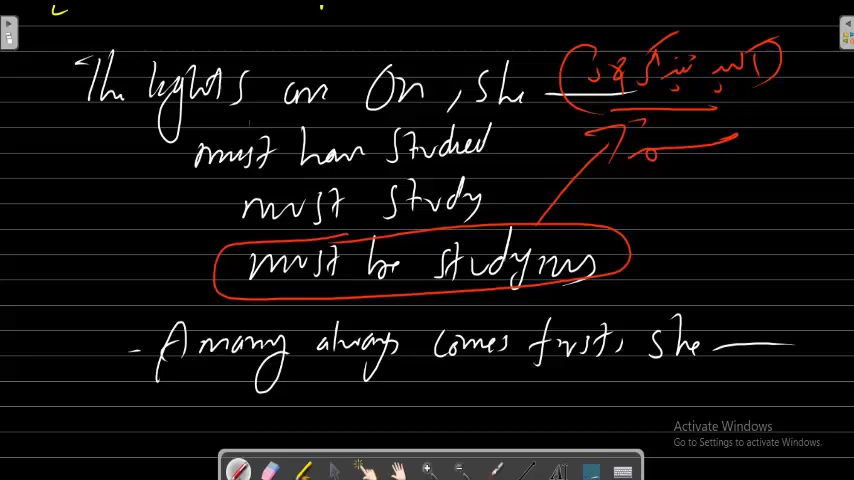 The lights are On, she
must have studied
must study
must be studying
- Amany always comes first, she
Activate Windows
Go to Settings to activate Windows.